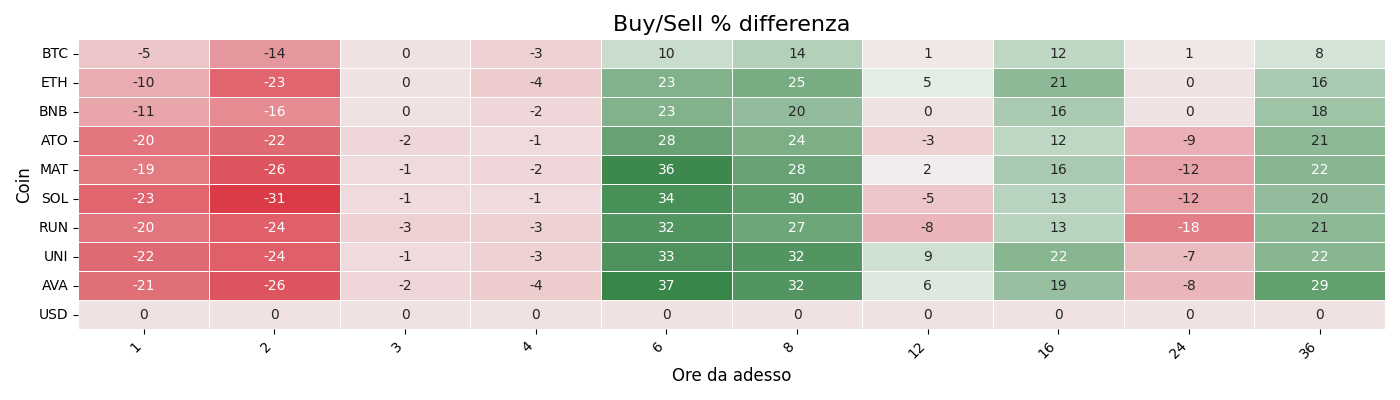 Buy/Sell % differenza
Coin
BTC -5 -14 0 -3 10 14 1 12 1 8
ETH -10 -23 0 -4 23 25 5 21 0 16
BNB -11 -16 0 -2 23 20 0 16 0 18
ATO -20 -22 -2 -1 28 24 -3 12 -9 21
MAT -19 -26 -1 -2 36 28 2 16 -12 22
SOL -23 -31 -1 -1 34 30 -5 13 -12 20
RUN -20 -24 -3 -3 32 27 -8 13 -18 21
UNI -22 -24 -1 -3 33 32 9 22 -7 22
AVA -21 -26 -2 -4 37 32 6 19 -8 29
USD 0 0 0 0 0 0 0 0 0 0
1 2 3 4 6 8 12 16 24 36
Ore da adesso